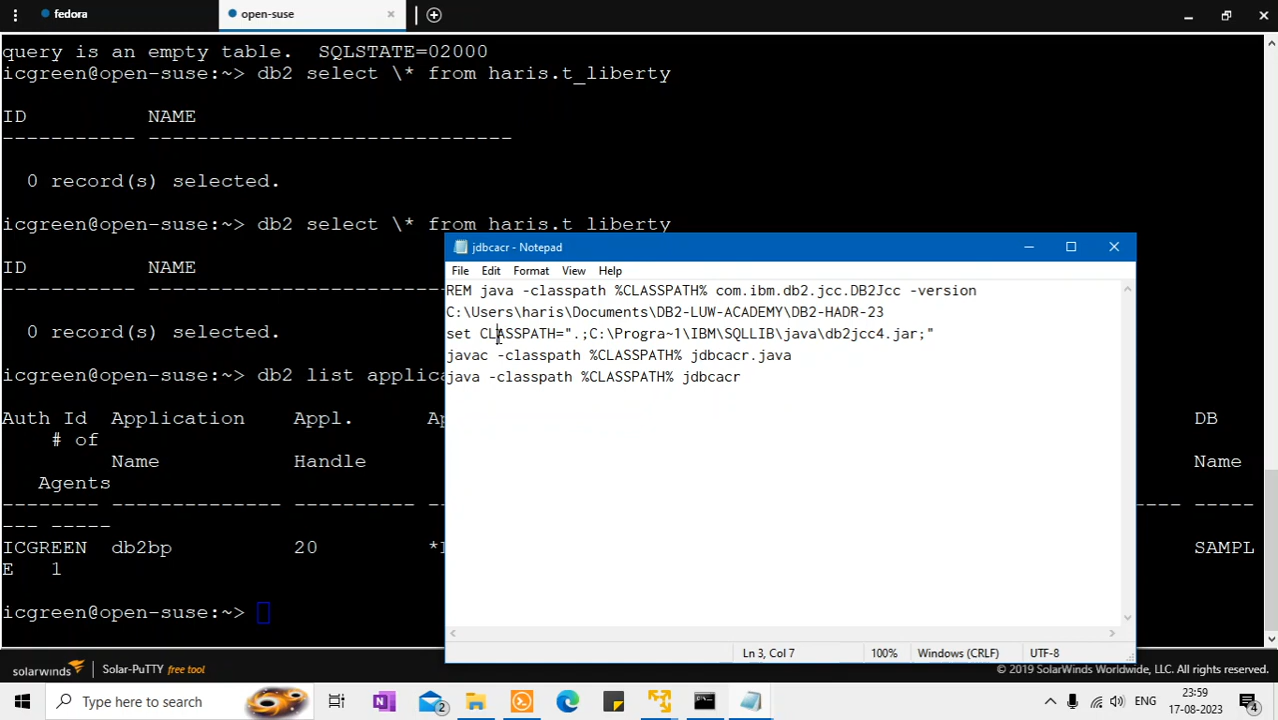 fedora
open-suse
query is an empty table.  SQLSTATE=02000
icgreen@open-suse:~> db2 select \* from haris.t_liberty
ID          NAME
----------- ------------------------------
0 record(s) selected.
icgreen@open-suse:~> db2 select \* from haris.t liberty
ID          NAME
0 record(s) selected.
icgreen@open-suse:~> db2 list applica
Auth Id  Application    Appl.      Ap DB
# of
Name           Handle Name
Agents
-------- -------------- ----------
--- -----
ICGREEN  db2bp          20         *I SAMPL
E   1
icgreen@open-suse:~>
jdbcacr - Notepad
File Edit Format View Help
REM java -classpath %CLASSPATH% com.ibm.db2.jcc.DB2Jcc -version
C:\Users\haris\Documents\DB2-LUW-ACADEMY\DB2-HADR-23
set CLASSPATH=".;C:\Progra~1\IBM\SQLLIB\java\db2jcc4.jar;"
javac -classpath %CLASSPATH% jdbcacr.java
java -classpath %CLASSPATH% jdbcacr
Ln 3, Col 7 100% Windows (CRLF) UTF-8
solarwinds Solar-PuTTY free tool © 2019 SolarWinds Worldwide, LLC. All rights reserved.
Type here to search
2
ENG
23:59
17-08-2023
4